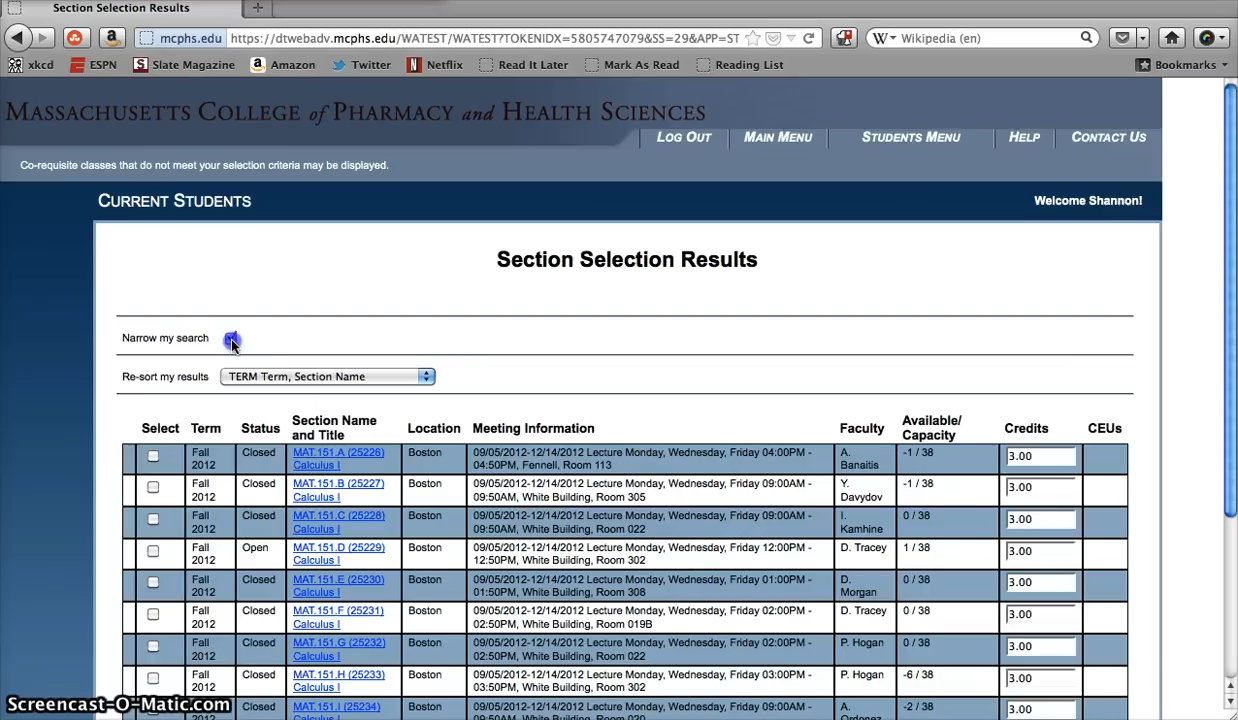 Section Selection Results
mcphs.edu https://dtwebadv.mcphs.edu/WATEST/WATEST?TOKENIDX=5805747079&SS=29&APP=ST Wikipedia (en)
xkcd ESPN Slate Magazine Amazon Twitter Netflix Read It Later Mark As Read Reading List Bookmarks
MASSACHUSETTS COLLEGE of PHARMACY and HEALTH SCIENCES
LOG OUT MAIN MENU STUDENTS MENU HELP CONTACT US
Co-requisite classes that do not meet your selection criteria may be displayed.
CURRENT STUDENTS Welcome Shannon!
Section Selection Results
Narrow my search
Re-sort my results TERM Term, Section Name
Select Term Status Section Name and Title Location Meeting Information Faculty Available/ Capacity Credits CEUs
Fall 2012 Closed MAT.151.A (25226) Calculus I Boston 09/05/2012-12/14/2012 Lecture Monday, Wednesday, Friday 04:00PM - 04:50PM, Fennell, Room 113 A. Banaitis -1 / 38 3.00
Fall 2012 Closed MAT.151.B (25227) Calculus I Boston 09/05/2012-12/14/2012 Lecture Monday, Wednesday, Friday 09:00AM - 09:50AM, White Building, Room 305 Y. Davydov -1 / 38 3.00
Fall 2012 Closed MAT.151.C (25228) Calculus I Boston 09/05/2012-12/14/2012 Lecture Monday, Wednesday, Friday 09:00AM - 09:50AM, White Building, Room 022 I. Kamhine 0 / 38 3.00
Fall 2012 Open MAT.151.D (25229) Calculus I Boston 09/05/2012-12/14/2012 Lecture Monday, Wednesday, Friday 12:00PM - 12:50PM, White Building, Room 302 D. Tracey 1 / 38 3.00
Fall 2012 Closed MAT.151.E (25230) Calculus I Boston 09/05/2012-12/14/2012 Lecture Monday, Wednesday, Friday 01:00PM - 01:50PM, White Building, Room 308 D. Morgan 0 / 38 3.00
Fall 2012 Closed MAT.151.F (25231) Calculus I Boston 09/05/2012-12/14/2012 Lecture Monday, Wednesday, Friday 02:00PM - 02:50PM, White Building, Room 019B D. Tracey 0 / 38 3.00
Fall 2012 Closed MAT.151.G (25232) Calculus I Boston 09/05/2012-12/14/2012 Lecture Monday, Wednesday, Friday 02:00PM - 02:50PM, White Building, Room 022 P. Hogan 0 / 38 3.00
Fall 2012 Closed MAT.151.H (25233) Calculus I Boston 09/05/2012-12/14/2012 Lecture Monday, Wednesday, Friday 03:00PM - 03:50PM, White Building, Room 302 P. Hogan -6 / 38 3.00
Fall Closed MAT.151.I (25234) Calculus I Boston 09/05/2012-12/14/2012 Lecture Monday, Wednesday, Friday 09:00AM - 09:50AM, White Building, Room 020 A. -2 / 38 3.00
Screencast-O-Matic.com